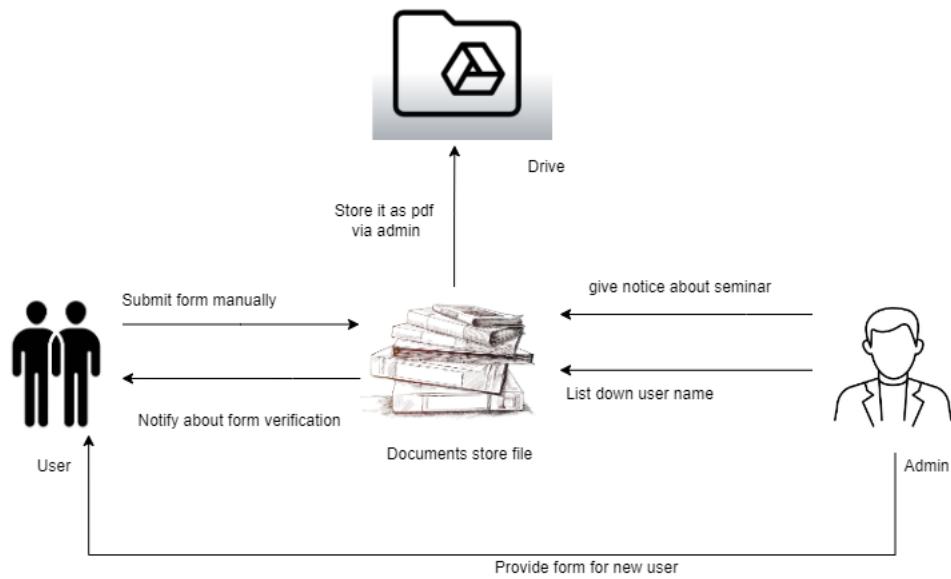 Drive
Store it as pdf
via admin
Submit form manually
give notice about seminar
Notify about form verification
List down user name
User
Documents store file
Admin
Provide form for new user